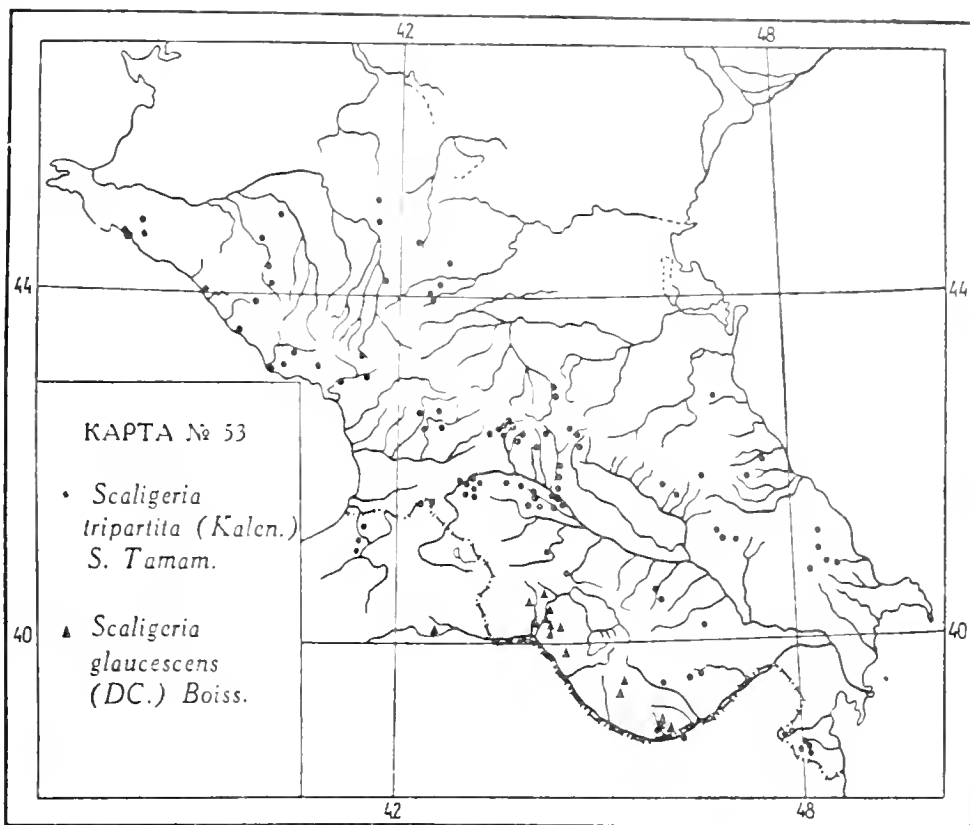 42 48
44 44
КАРТА № 53
Scaligeria
tripartita (Kalen.)
S. Tamam.
40 40
Scaligeria
glaucescens
(DC.) Boiss.
42 48